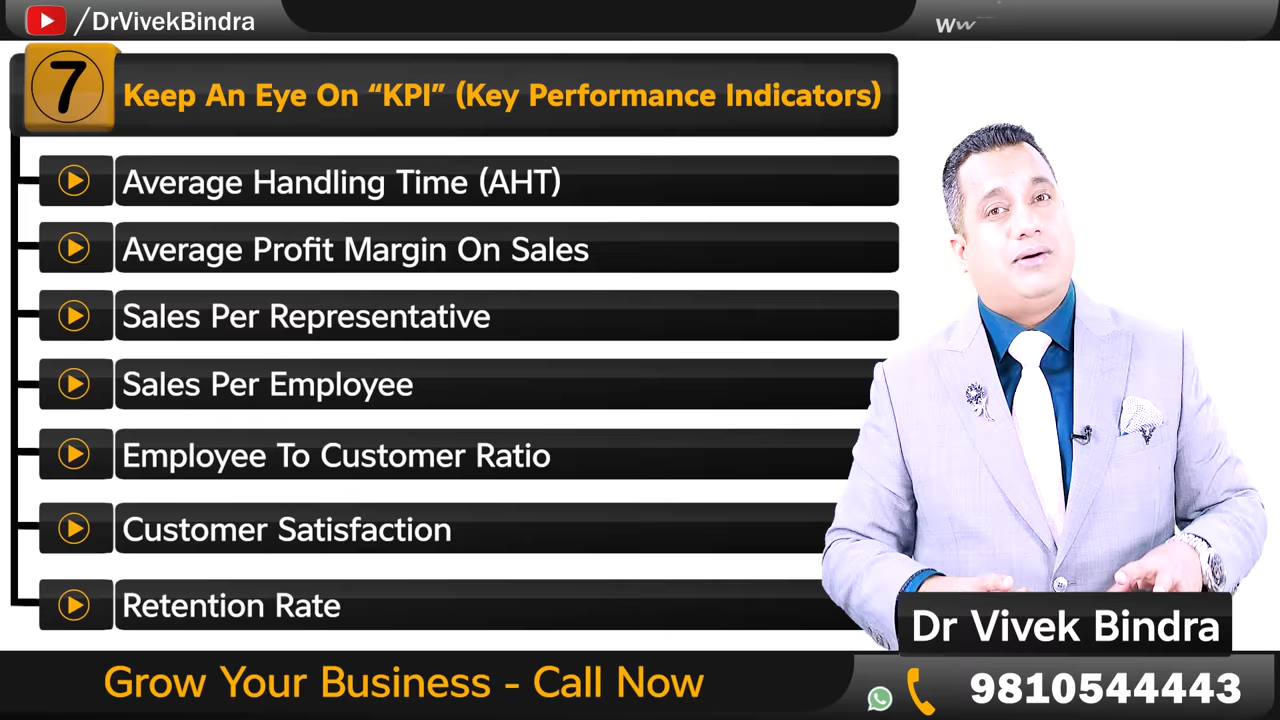 /DrVivekBindra
Ww
7
Keep An Eye On “KPI” (Key Performance Indicators)
Average Handling Time (AHT)
Average Profit Margin On Sales
Sales Per Representative
Sales Per Employee
Employee To Customer Ratio
Customer Satisfaction
Retention Rate
Dr Vivek Bindra
Grow Your Business - Call Now
9810544443